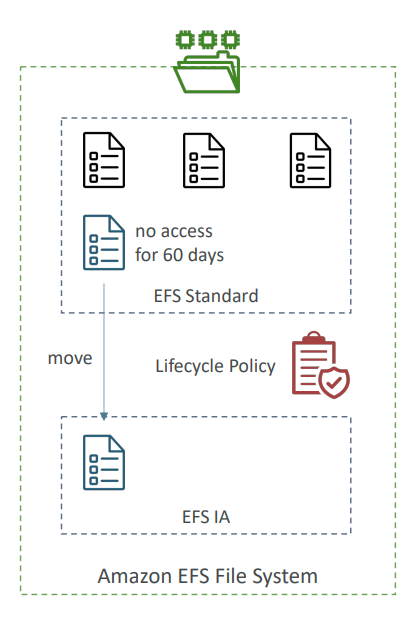 no access
for 60 days
EFS Standard
move
Lifecycle Policy
EFS IA
Amazon EFS File System